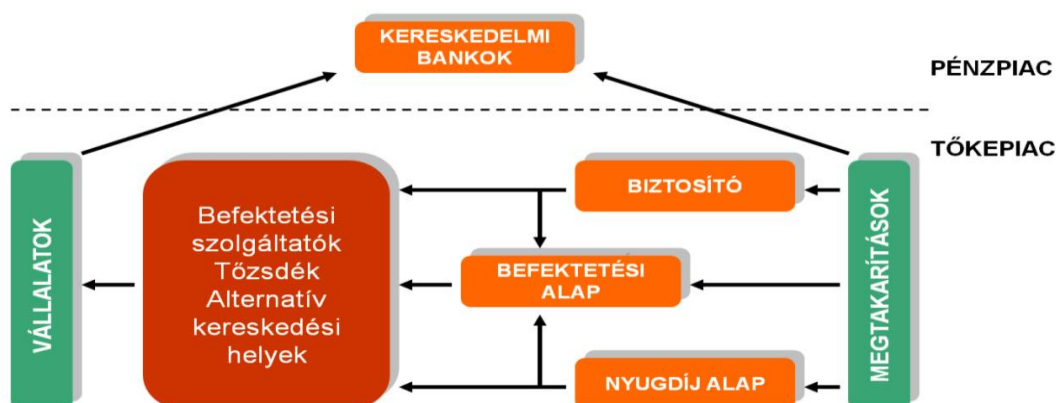 KERESKEDELMI
BANKOK
PÉNZPIAC
TŐKEPIAC
VÁLLALATOK
Befektetési
szolgáltatók
Tőzsdék
Alternatív
kereskedési
helyek
BIZTOSÍTÓ
BEFEKTETÉSI
ALAP
NYUGDÍJ ALAP
MEGTAKARÍTÁSOK